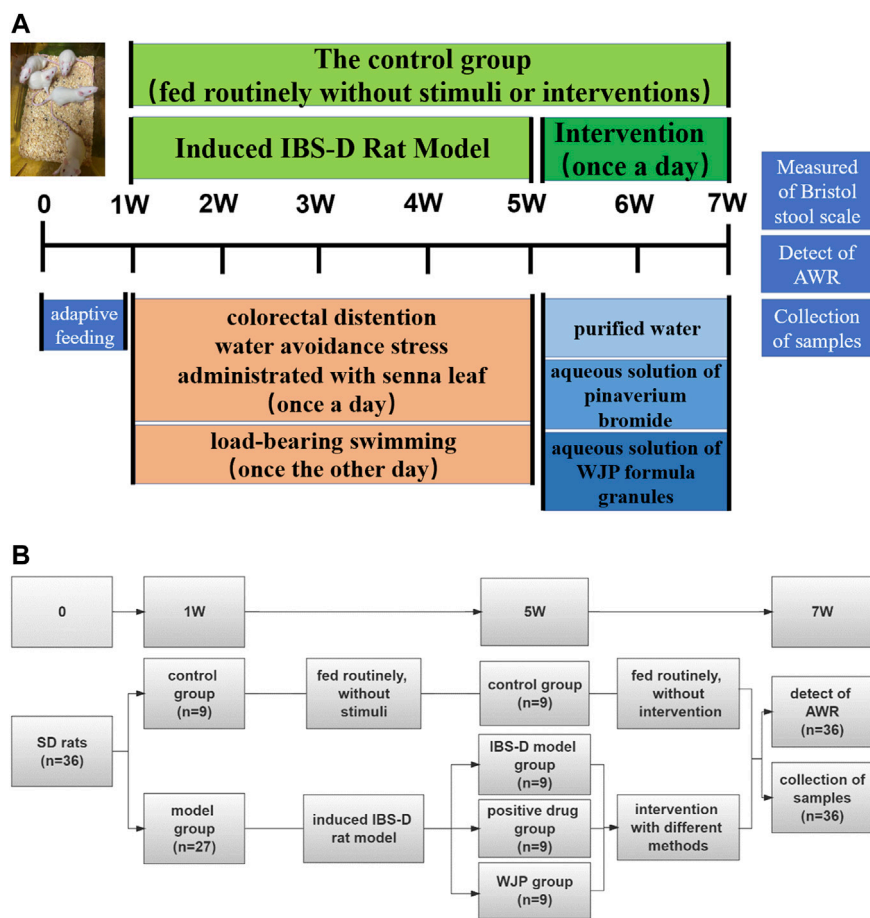 A
The control group
(fed routinely without stimuli or interventions)
Induced IBS-D Rat Model
Intervention
(once a day)
0
1W
2W
3W
4W
5W
6W
7W
Measured
of Bristol
stool scale
Detect of
AWR
Collection
of samples
adaptive
feeding
colorectal distention
water avoidance stress
administrated with senna leaf
(once a day)
load-bearing swimming
(once the other day)
purified water
aqueous solution of
pinaverium
bromide
aqueous solution of
WJP formula
granules
B
0
1W
5W
7W
SD rats
(n=36)
control
group
(n=9)
fed routinely,
without
stimuli
control group
(n=9)
fed routinely,
without
intervention
detect of
AWR
(n=36)
model
group
(n=27)
induced IBS-D
rat model
IBS-D model
group
(n=9)
positive drug
group
(n=9)
WJP group
(n=9)
intervention
with different
methods
collection of
samples
(n=36)